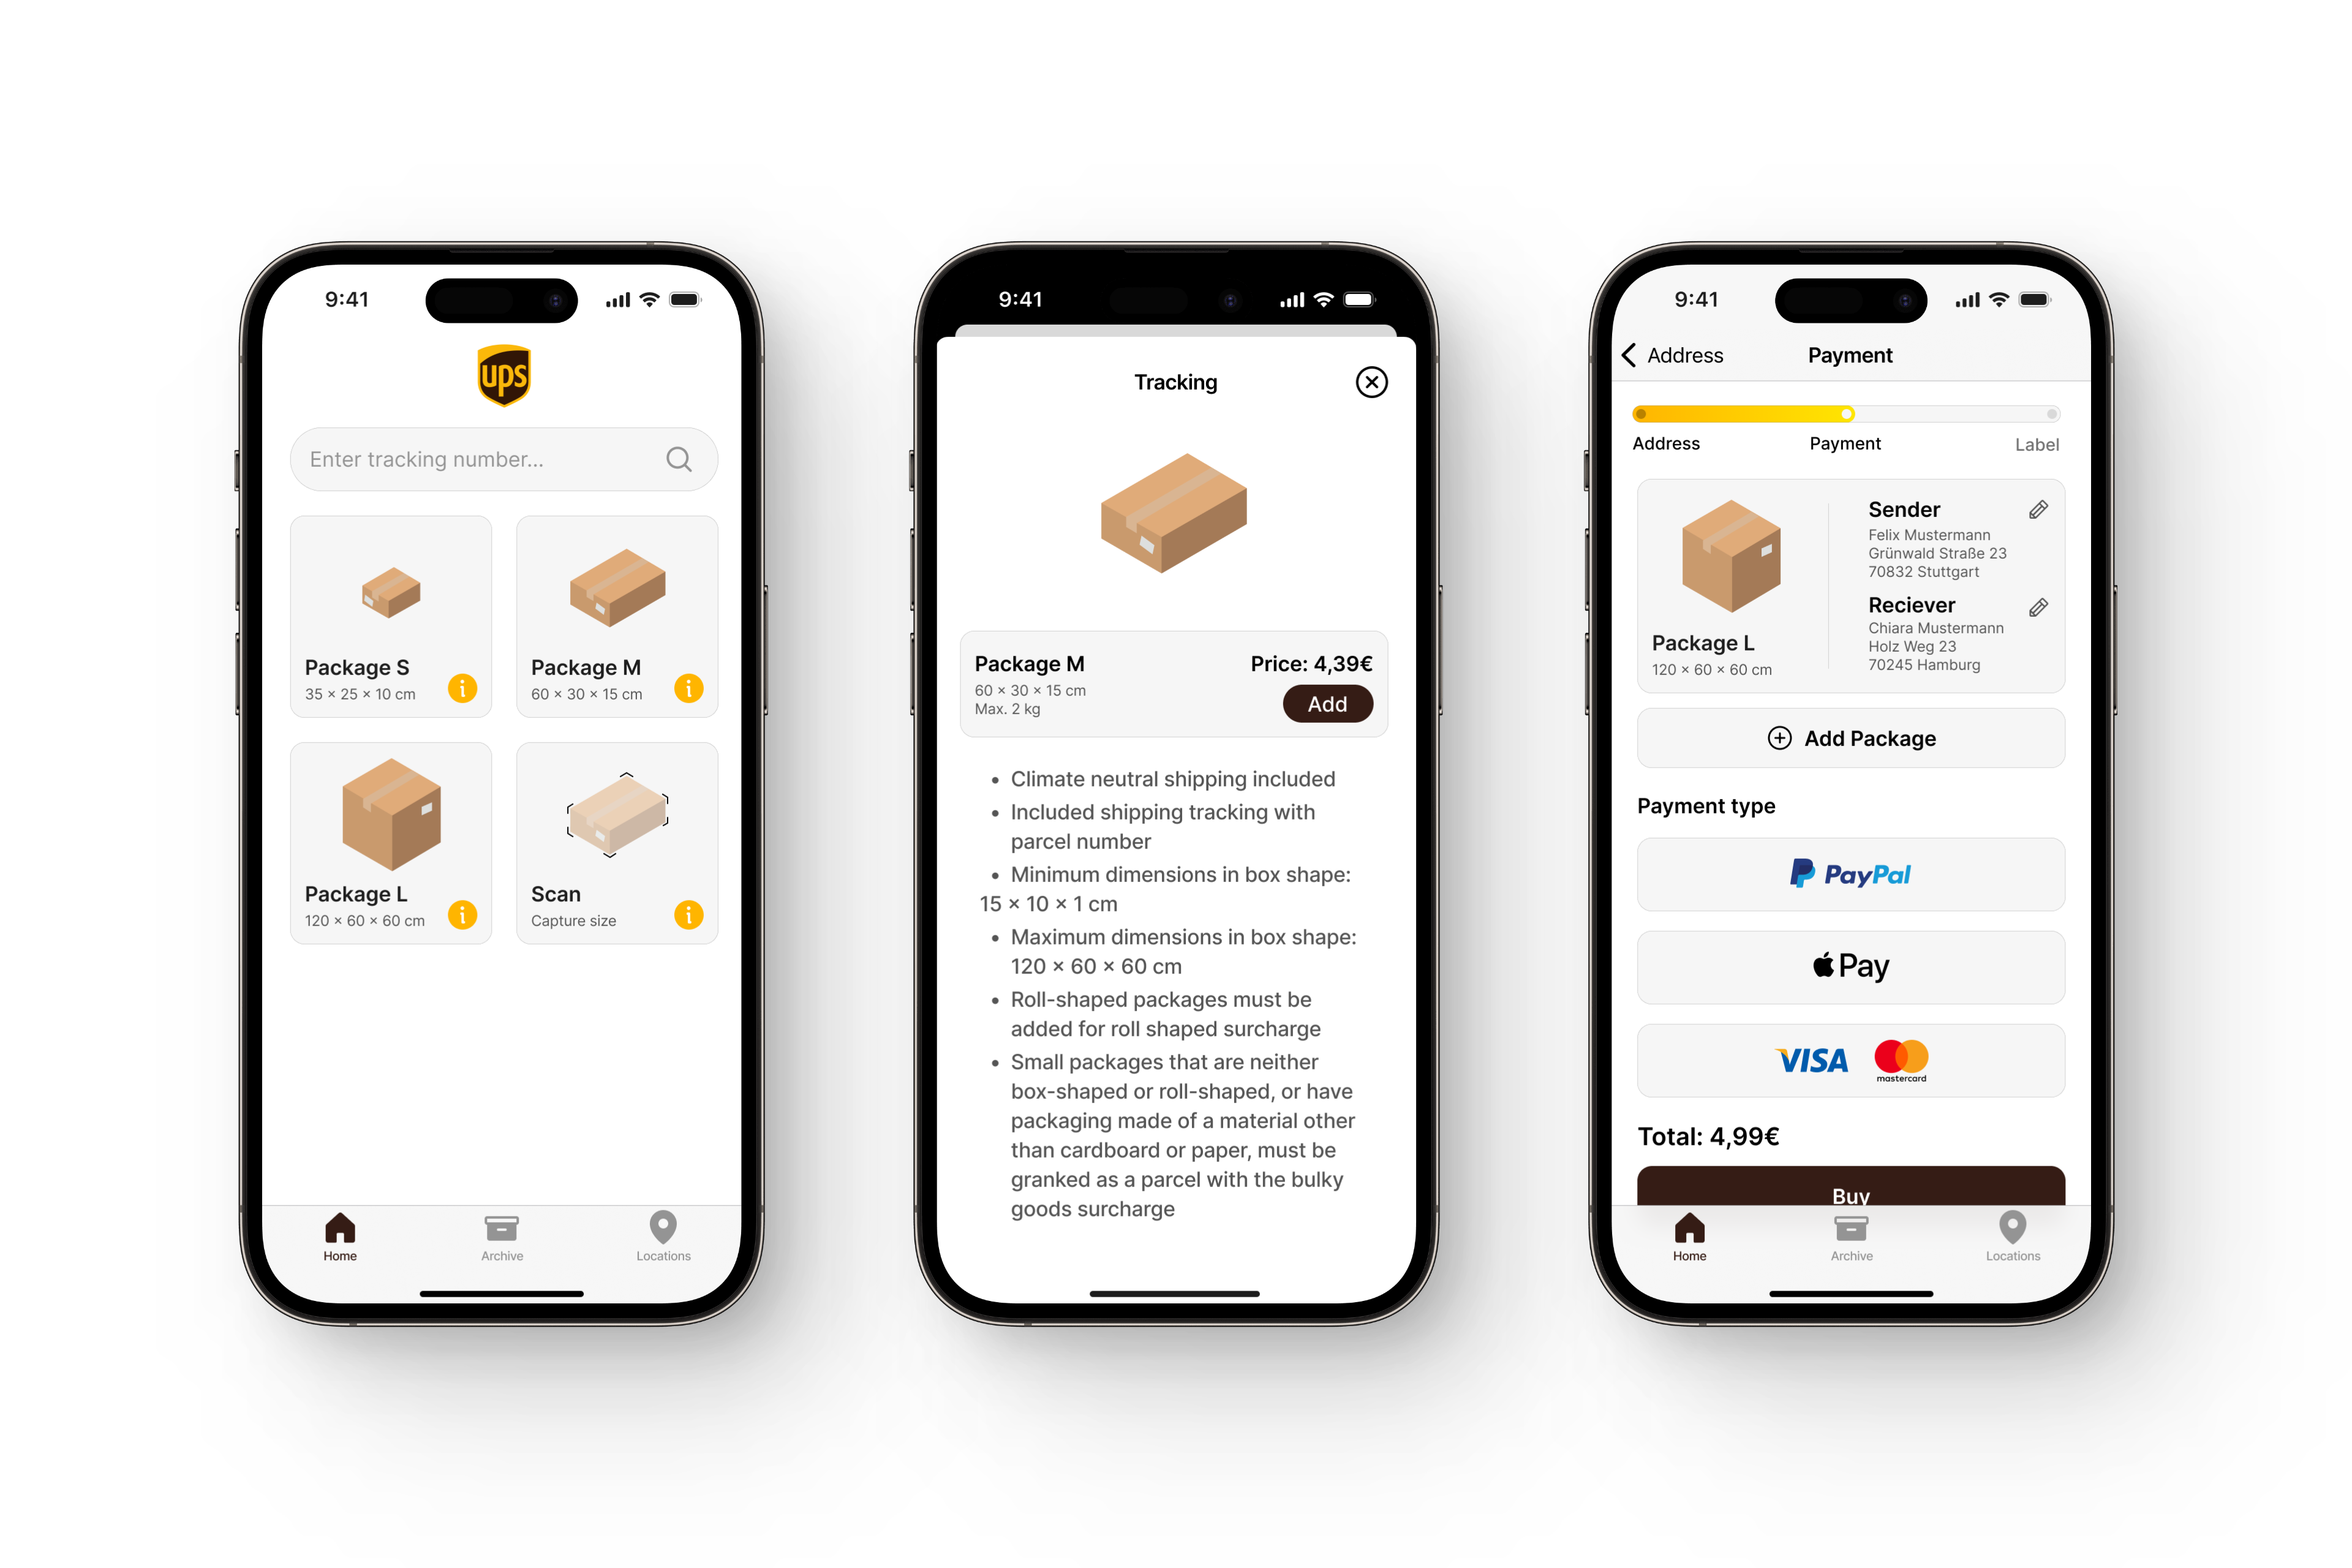 9:41
ups
Enter tracking number...
Package S
35 × 25 × 10 cm
i
Package M
60 × 30 × 15 cm
i
Package L
120 × 60 × 60 cm
i
Scan
Capture size
i
Home
Archive
Locations
9:41
Tracking
Package M
Price: 4,39€
60 × 30 × 15 cm
Max. 2 kg
Add
• Climate neutral shipping included
• Included shipping tracking with
parcel number
• Minimum dimensions in box shape:
15 × 10 × 1 cm
• Maximum dimensions in box shape:
120 × 60 × 60 cm
• Roll-shaped packages must be
added for roll shaped surcharge
• Small packages that are neither
box-shaped or roll-shaped, or have
packaging made of a material other
than cardboard or paper, must be
granked as a parcel with the bulky
goods surcharge
9:41
Address
Payment
Address
Payment
Label
Package L
120 × 60 × 60 cm
Sender
Felix Mustermann
Grünwald Straße 23
70832 Stuttgart
Reciever
Chiara Mustermann
Holz Weg 23
70245 Hamburg
Add Package
Payment type
PayPal
Pay
VISA
mastercard
Total: 4,99€
Buy
Home
Archive
Locations